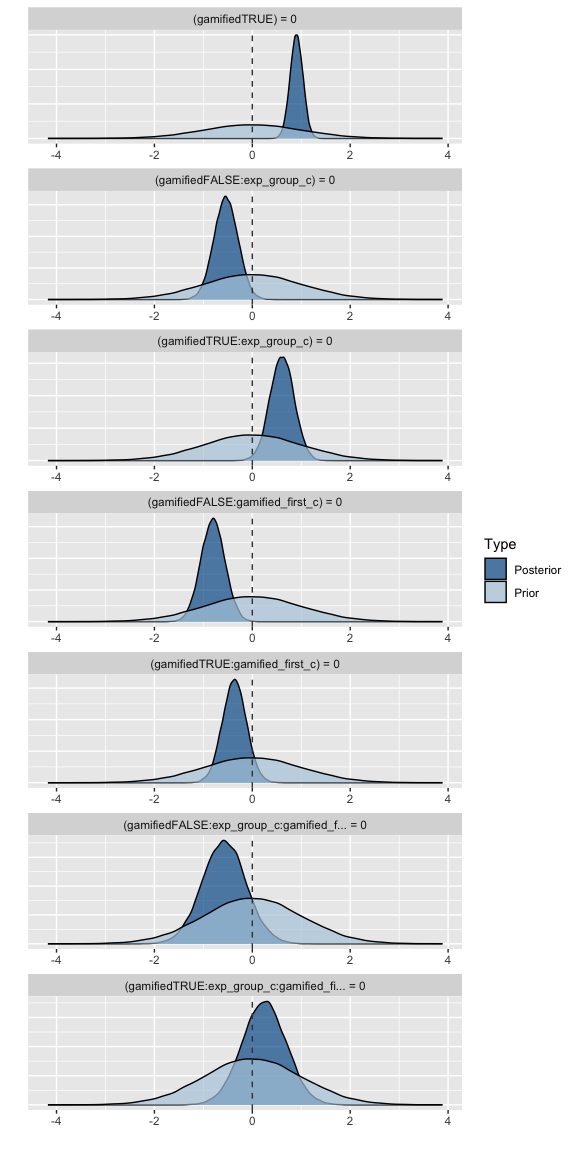 (gamifiedTRUE) = 0
-4 -2 0 2 4
(gamifiedFALSE:exp_group_c) = 0
-4 -2 0 2 4
(gamifiedTRUE:exp_group_c) = 0
-4 -2 0 2 4
(gamifiedFALSE:gamified_first_c) = 0
-4 -2 0 2 4
Type
Posterior
Prior
(gamifiedTRUE:gamified_first_c) = 0
-4 -2 0 2 4
(gamifiedFALSE:exp_group_c:gamified_f... = 0
-4 -2 0 2 4
(gamifiedTRUE:exp_group_c:gamified_fi... = 0
-4 -2 0 2 4